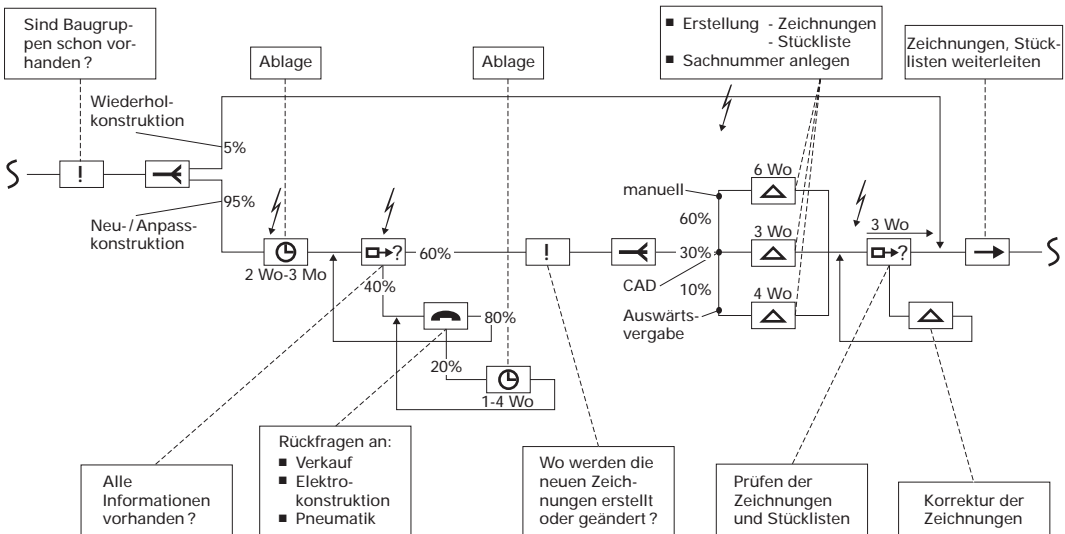 Sind Baugrup-
pen schon vor-
handen ?
Ablage
Ablage
■ Erstellung - Zeichnungen
- Stückliste
■ Sachnummer anlegen
Zeichnungen, Stück-
listen weiterleiten
Wiederhol-
konstruktion
5%
!
95%
Neu- / Anpass-
konstruktion
2 Wo-3 Mo
?
60%
40%
80%
20%
1-4 Wo
!
manuell
60%
30%
CAD
10%
Auswärts-
vergabe
6 Wo
3 Wo
4 Wo
3 Wo
?
Alle
Informationen
vorhanden ?
Rückfragen an:
■ Verkauf
■ Elektro-
konstruktion
■ Pneumatik
Wo werden die
neuen Zeich-
nungen erstellt
oder geändert ?
Prüfen der
Zeichnungen
und Stücklisten
Korrektur der
Zeichnungen